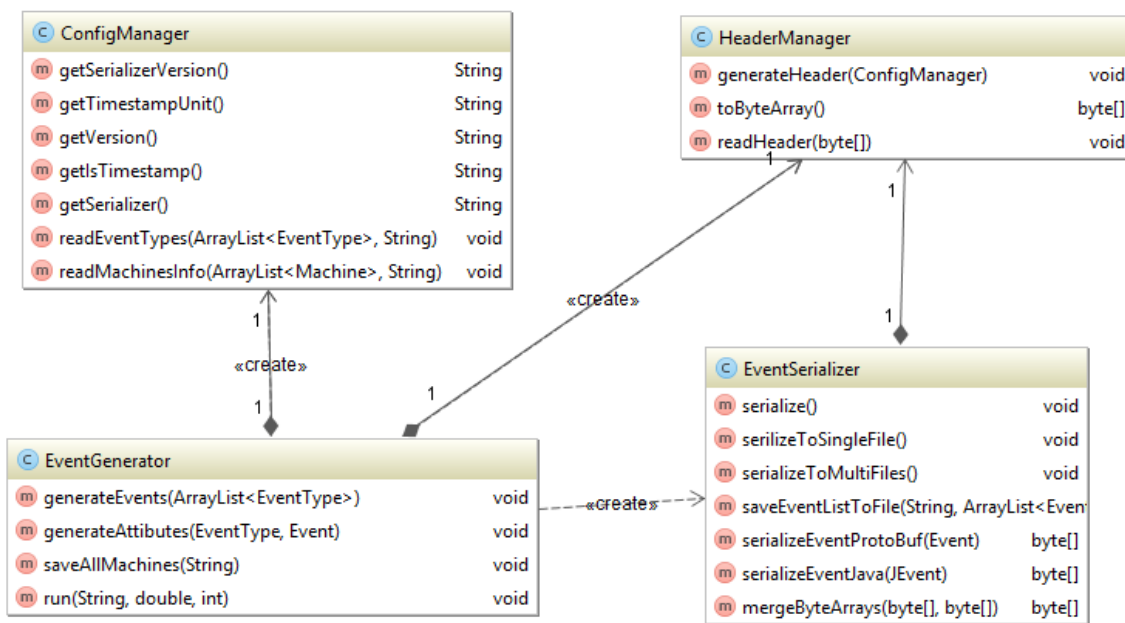 C ConfigManager
m getSerializerVersion() String
m getTimestampUnit() String
m getVersion() String
m getIsTimestamp() String
m getSerializer() String
m readEventTypes(ArrayList<EventType>, String) void
m readMachinesInfo(ArrayList<Machine>, String) void
C HeaderManager
m generateHeader(ConfigManager) void
m toByteArray() byte[]
m readHeader(byte[]) void
1
1
«create»
1
1
«create»
1
1
1
C EventGenerator
m generateEvents(ArrayList<EventType>) void
m generateAttibutes(EventType, Event) void
m saveAllMachines(String) void
m run(String, double, int) void
«create»
C EventSerializer
m serialize() void
m serilizeToSingleFile() void
m serializeToMultiFiles() void
m saveEventListToFile(String, ArrayList<Event
m serializeEventProtoBuf(Event) byte[]
m serializeEventJava(JEvent) byte[]
m mergeByteArrays(byte[], byte[]) byte[]